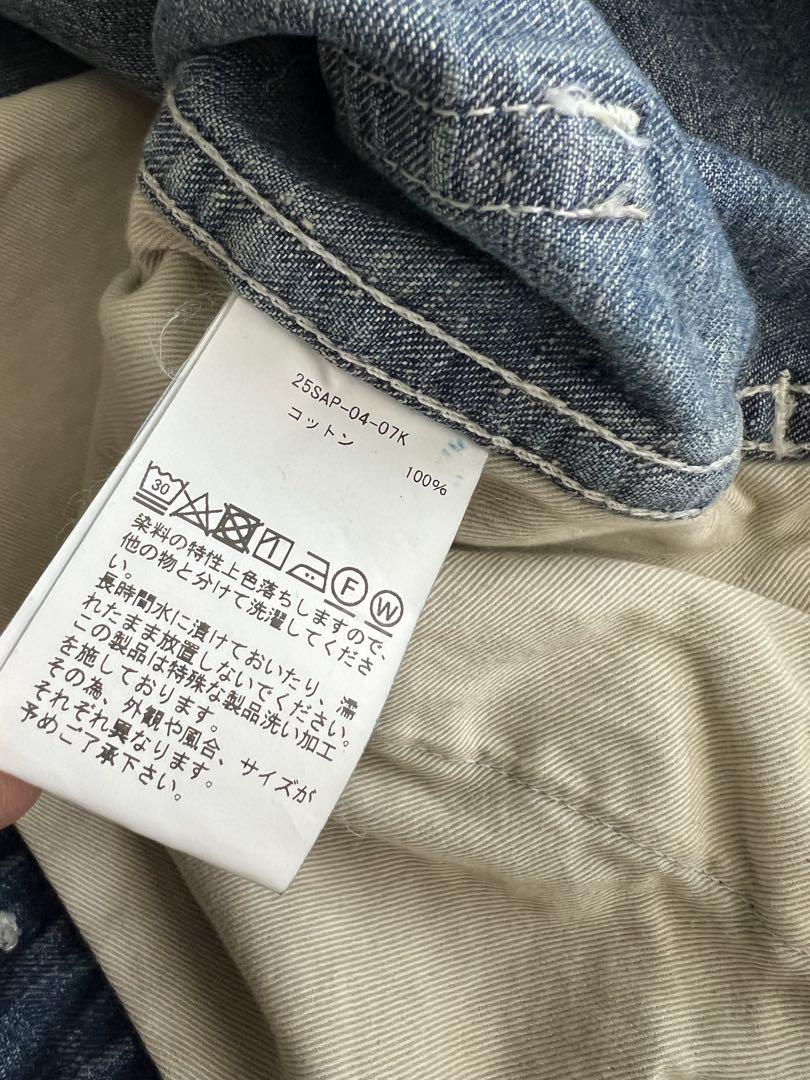 25SAP-04-07K
コットン
100%
30 F W
染料の特性上色落ちしますので、
他の物と分けて洗濯してくださ
い。
長時間水に漬けておいたり、濡
れたまま放置しないでください。
この製品は特殊な製品洗い加工
を施しております。
その為、外観や風合、サイズが
それぞれ異なります。
予めご了承下さい。